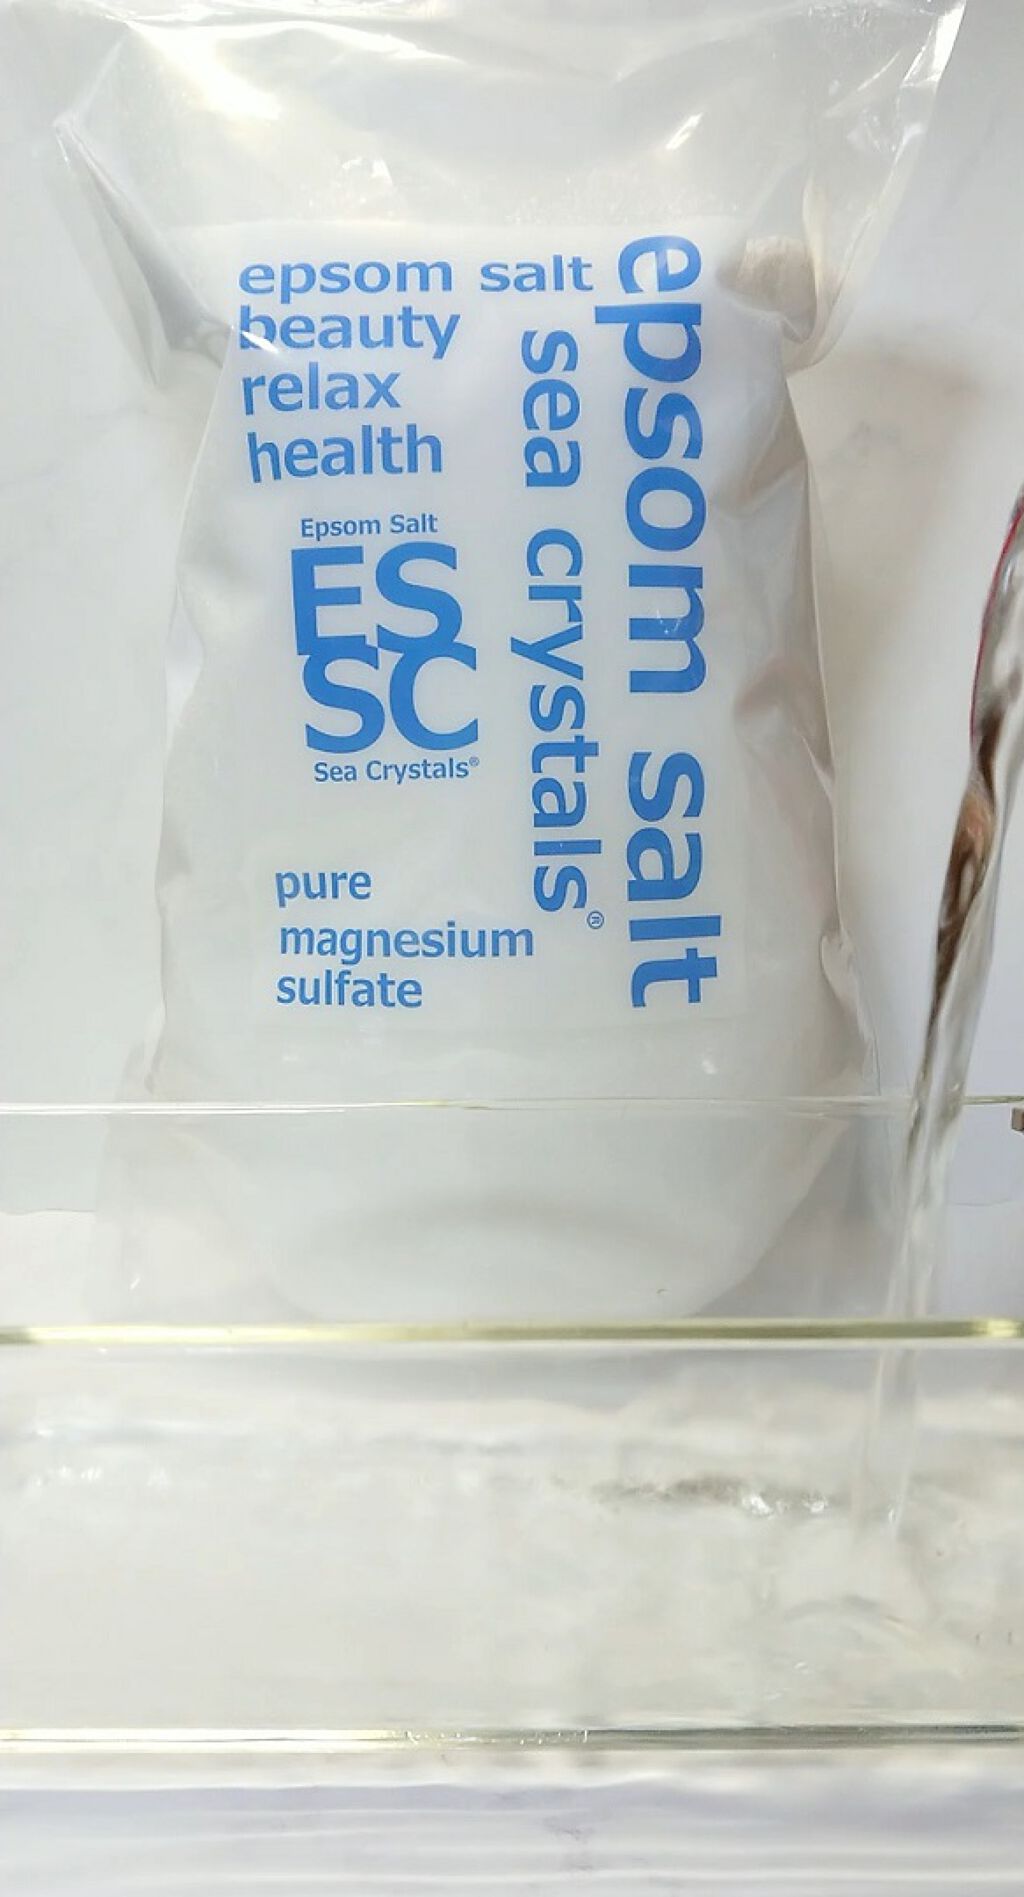 epsom salt
beauty
relax
health
Epsom Salt
ES
SC
Sea Crystals®
pure
magnesium
sulfate
sea crystals®
epsom salt